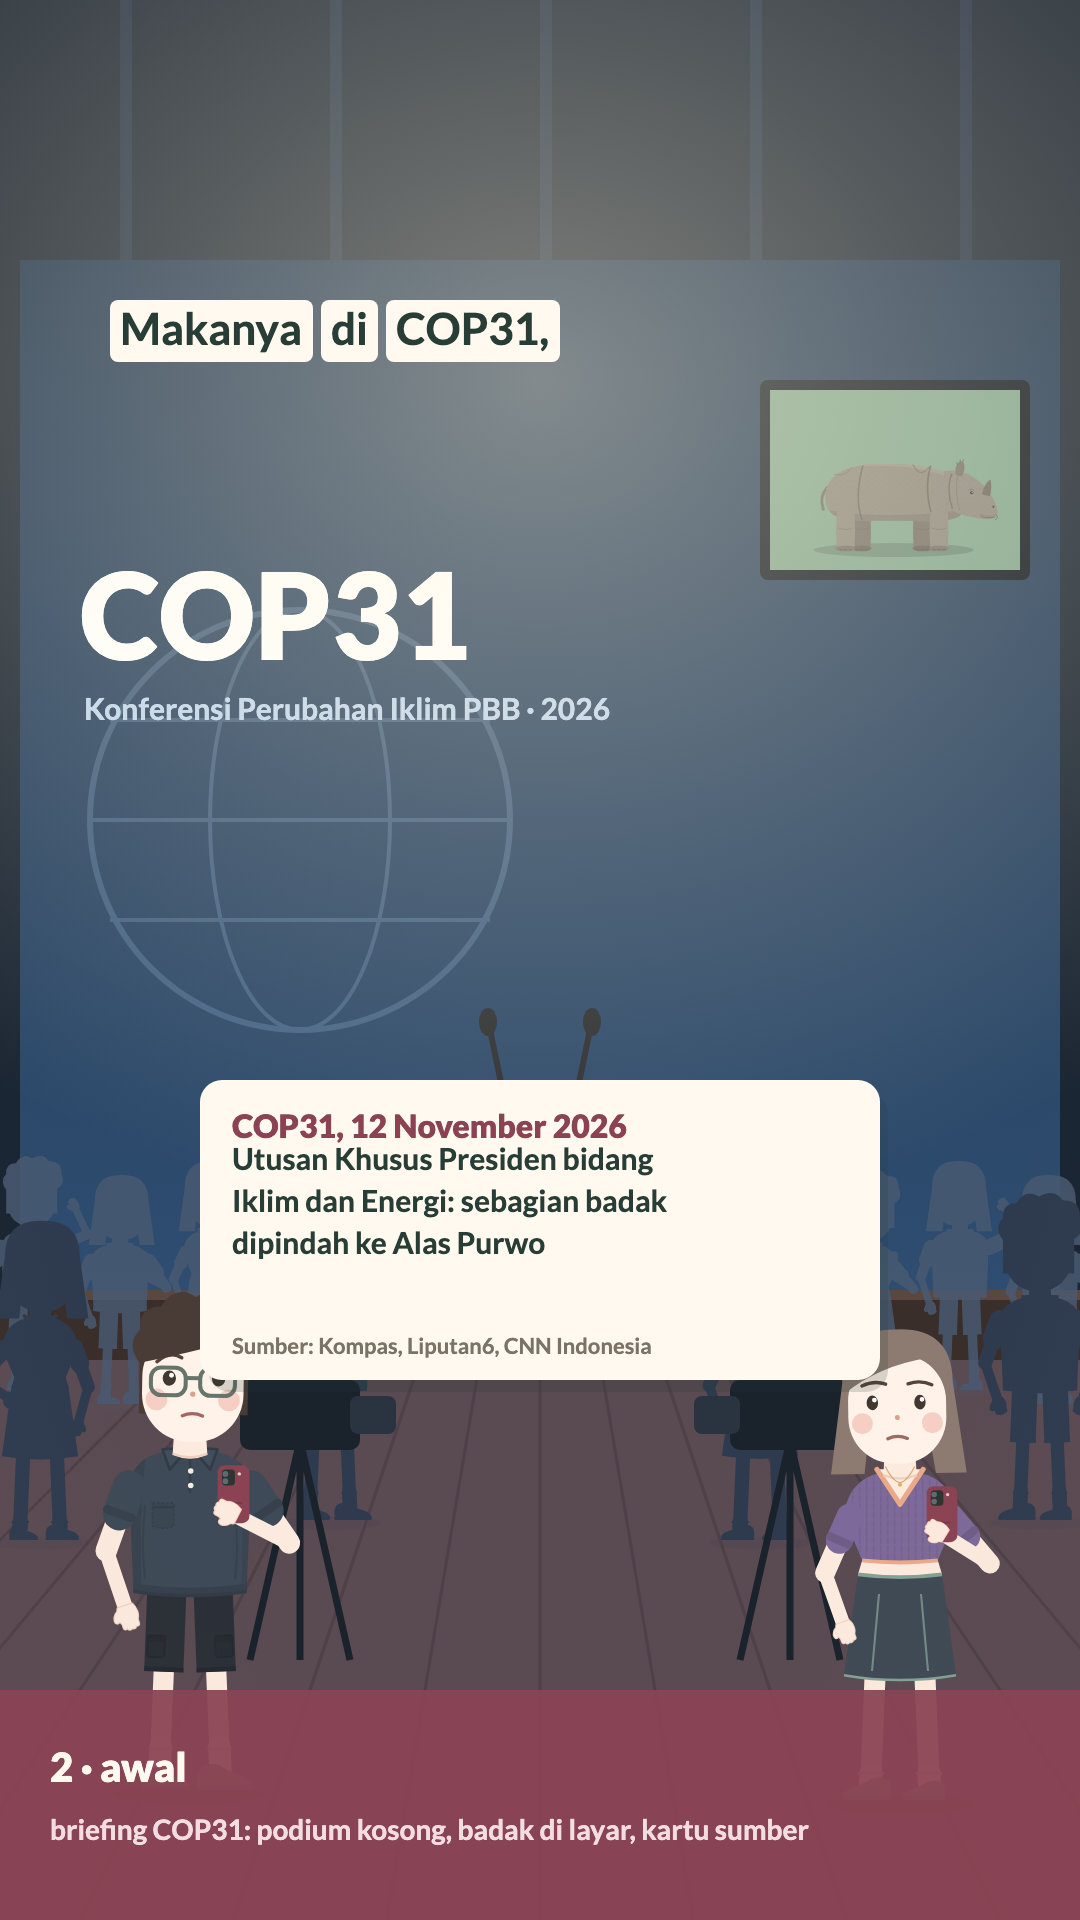 Makanya di COP31,
COP31
Konferensi Perubahan Iklim PBB · 2026
COP31, 12 November 2026
Utusan Khusus Presiden bidang
Iklim dan Energi: sebagian badak
dipindah ke Alas Purwo
Sumber: Kompas, Liputan6, CNN Indonesia
2 · awal
briefing COP31: podium kosong, badak di layar, kartu sumber